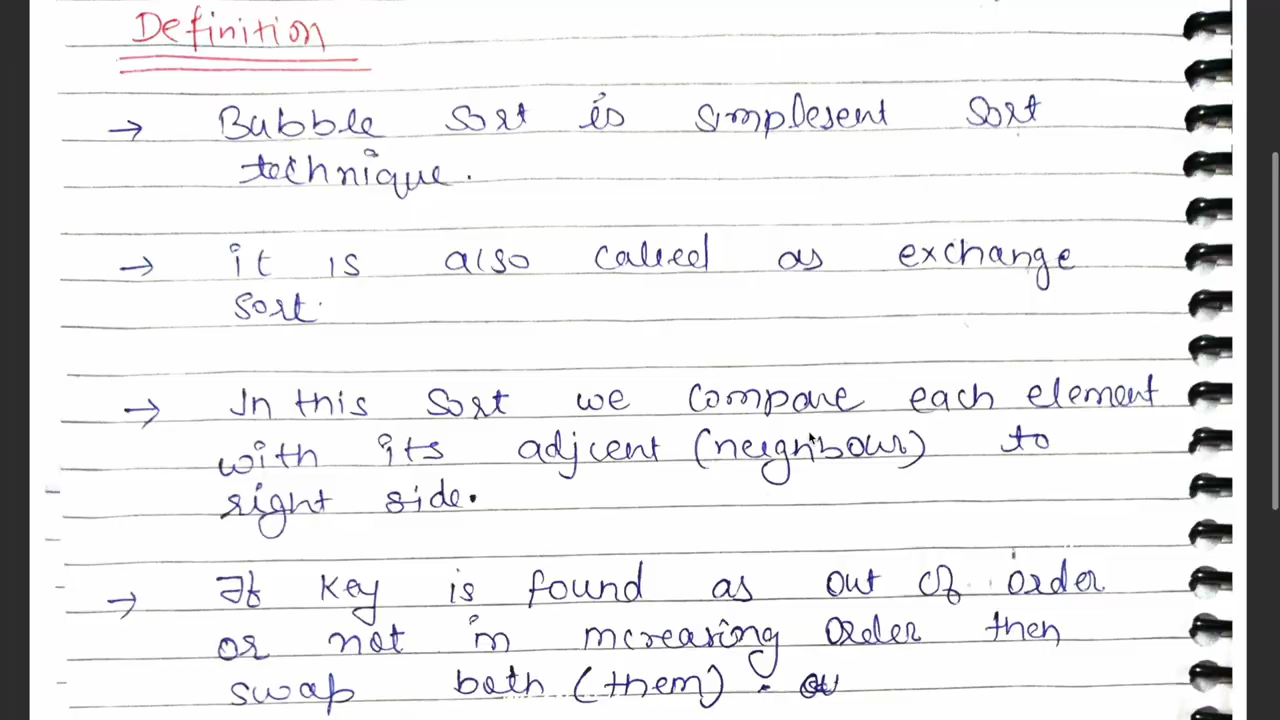 Definition
→ Bubble sort is simplesent sort
technique.
→ it is also called as exchange
sort.
→ In this sort we compare each element
with its adjcent (neighbour) to
right side.
→ If key is found as out of order
or not in increasing order then
swap both (them).